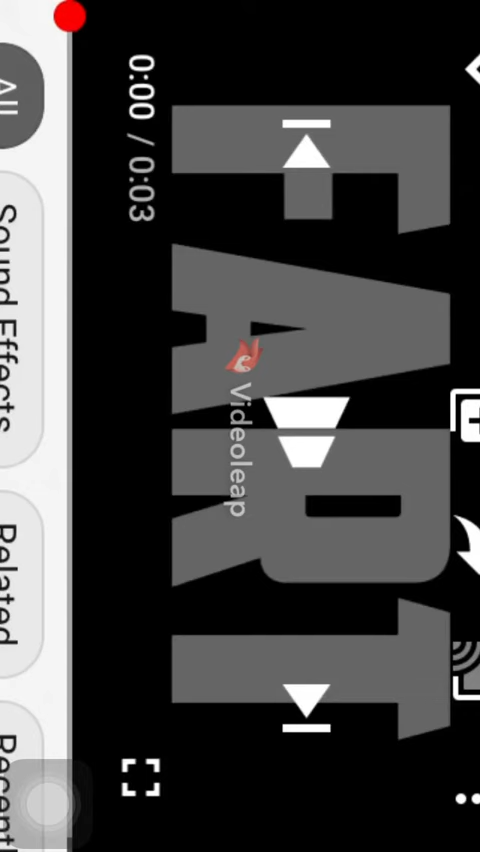 FART
Videoleap
0:00 / 0:03
All
Sound Effects
Related
Recent